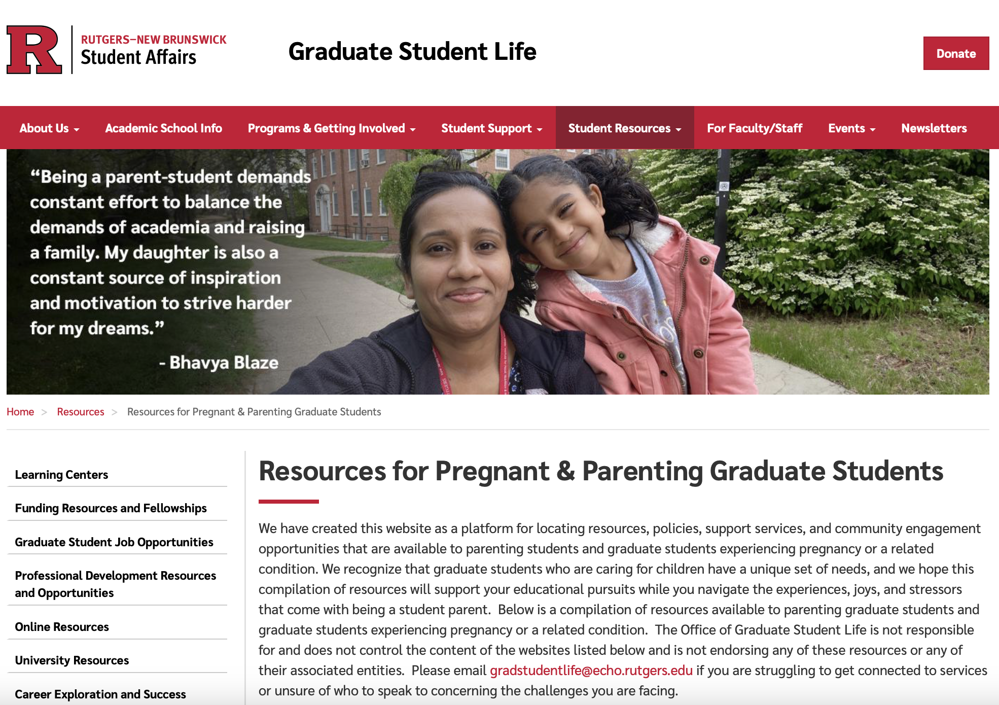 R
RUTGERS–NEW BRUNSWICK
Student Affairs
Graduate Student Life
Donate
About Us
Academic School Info
Programs & Getting Involved
Student Support
Student Resources
For Faculty/Staff
Events
Newsletters
“Being a parent-student demands
constant effort to balance the
demands of academia and raising
a family. My daughter is also a
constant source of inspiration
and motivation to strive harder
for my dreams.”
- Bhavya Blaze
RUTGERS
Home > Resources > Resources for Pregnant & Parenting Graduate Students
Learning Centers
Funding Resources and Fellowships
Graduate Student Job Opportunities
Professional Development Resources
and Opportunities
Online Resources
University Resources
Career Exploration and Success
Resources for Pregnant & Parenting Graduate Students
We have created this website as a platform for locating resources, policies, support services, and community engagement
opportunities that are available to parenting students and graduate students experiencing pregnancy or a related
condition. We recognize that graduate students who are caring for children have a unique set of needs, and we hope this
compilation of resources will support your educational pursuits while you navigate the experiences, joys, and stressors
that come with being a student parent.  Below is a compilation of resources available to parenting graduate students and
graduate students experiencing pregnancy or a related condition.  The Office of Graduate Student Life is not responsible
for and does not control the content of the websites listed below and is not endorsing any of these resources or any of
their associated entities.  Please email gradstudentlife@echo.rutgers.edu if you are struggling to get connected to services
or unsure of who to speak to concerning the challenges you are facing.